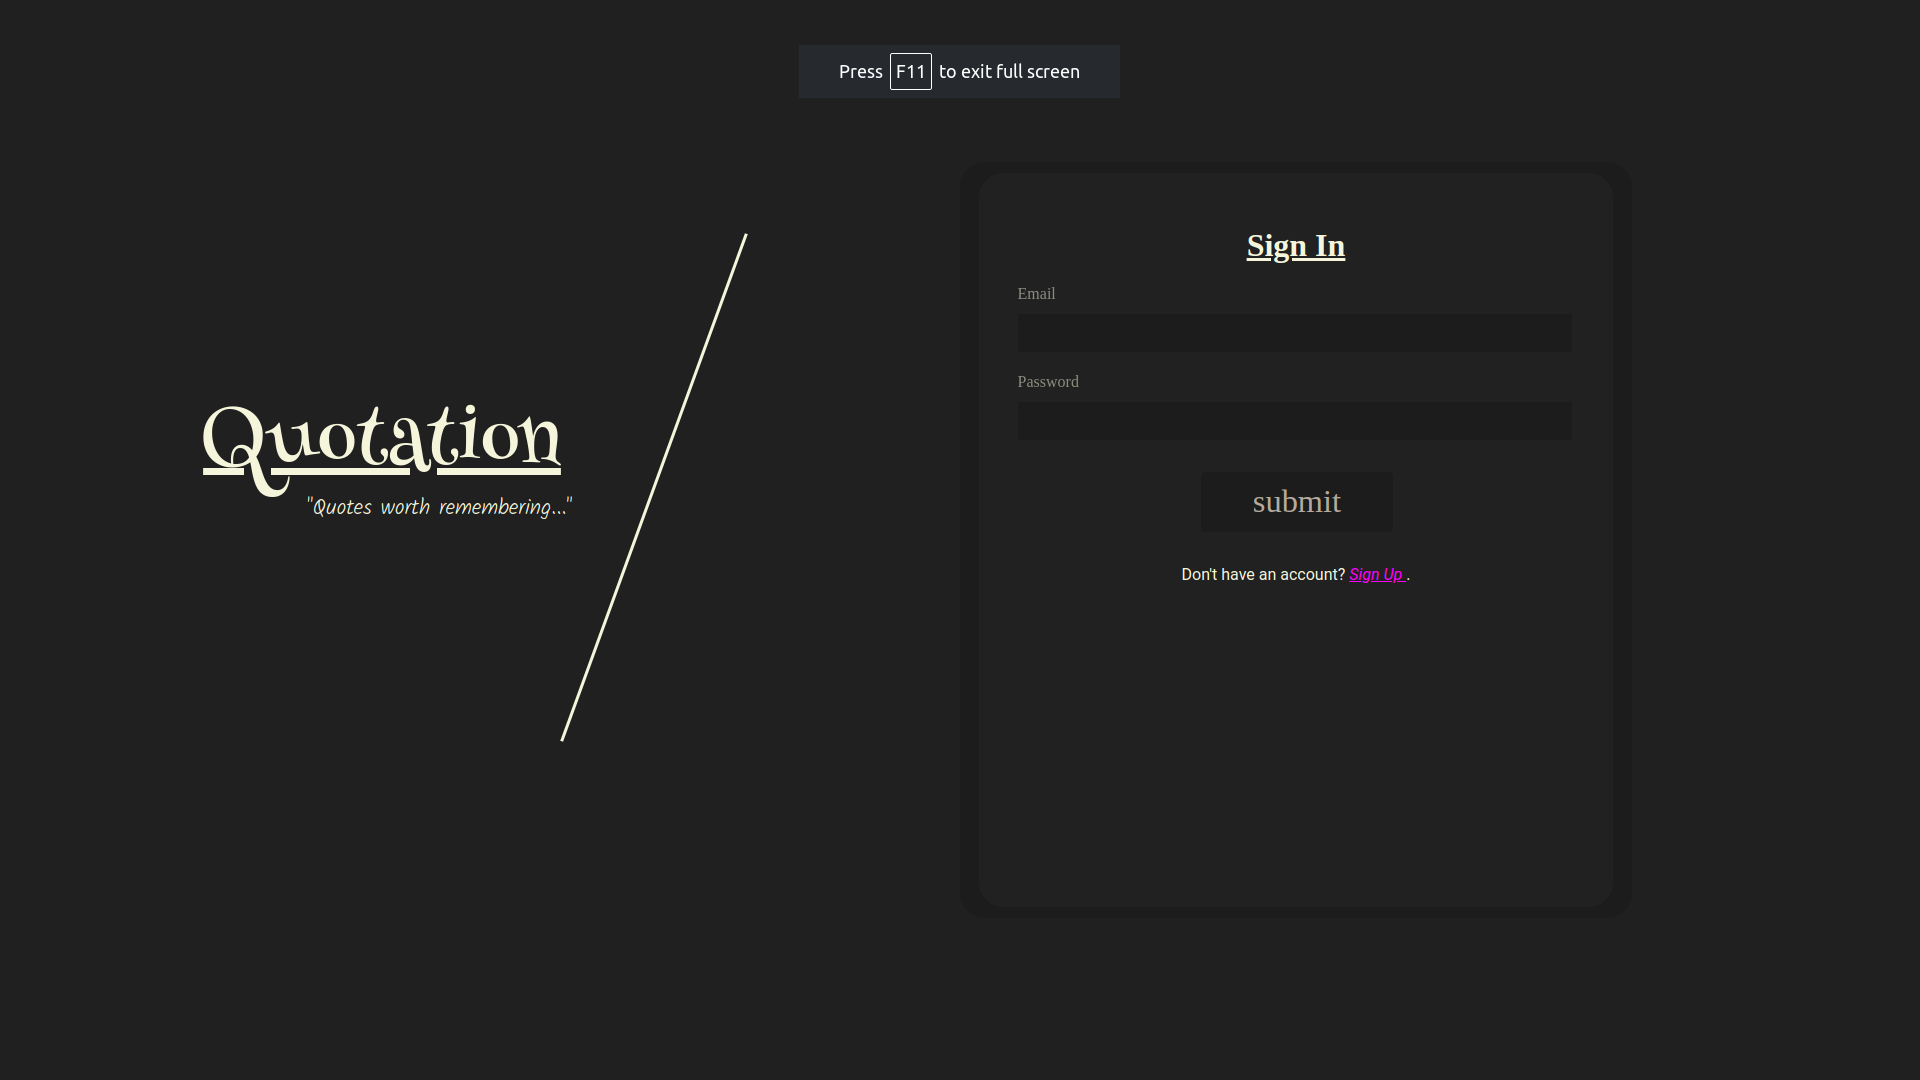 Press F11 to exit full screen
Quotation
"Quotes worth remembering..."
Sign In
Email
Password
submit
Don't have an account? Sign Up .